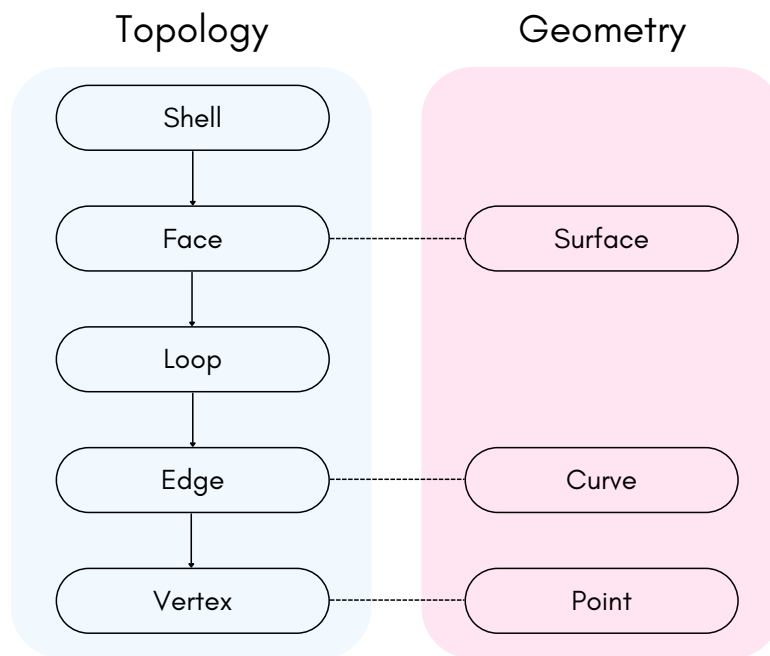 Topology
Geometry
Shell
Face
Surface
Loop
Edge
Curve
Vertex
Point